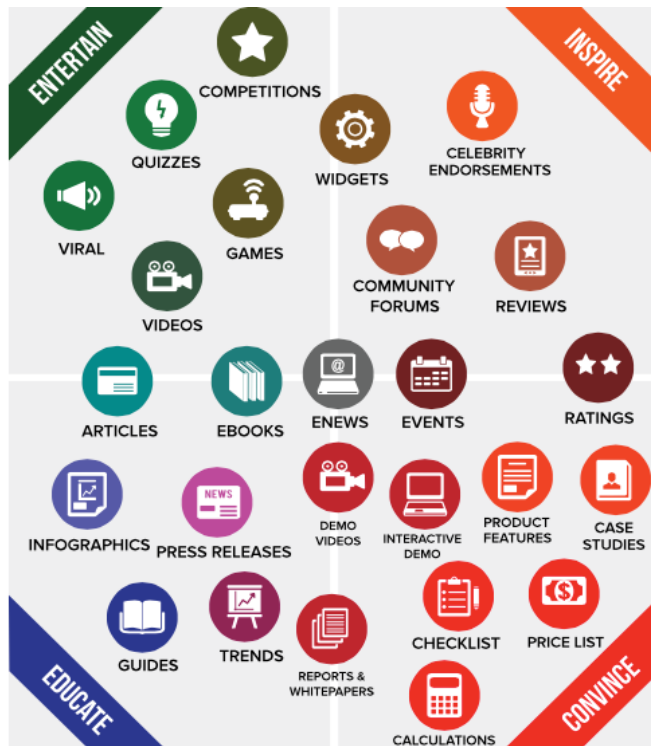 ENTERTAIN
INSPIRE
COMPETITIONS
QUIZZES
WIDGETS
CELEBRITY
ENDORSEMENTS
VIRAL
GAMES
COMMUNITY
FORUMS
REVIEWS
VIDEOS
@
ARTICLES
EBOOKS
ENEWS
EVENTS
RATINGS
NEWS
INFOGRAPHICS
PRESS RELEASES
DEMO
VIDEOS
INTERACTIVE
DEMO
PRODUCT
FEATURES
CASE
STUDIES
$
GUIDES
TRENDS
REPORTS &
WHITEPAPERS
CHECKLIST
PRICE LIST
CALCULATIONS
EDUCATE
CONVINCE